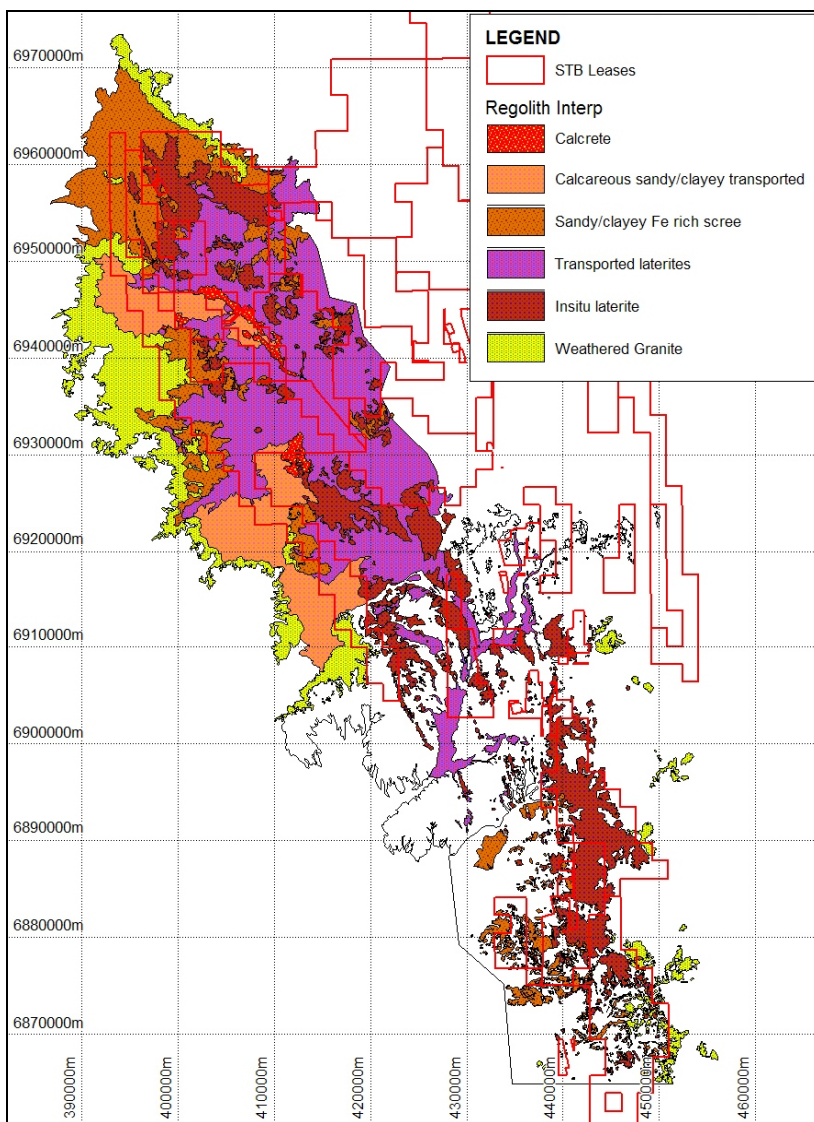 LEGEND
STB Leases
Regolith Interp
Calcrete
Calcareous sandy/clayey transported
Sandy/clayey Fe rich scree
Transported laterites
Insitu laterite
Weathered Granite
6970000m
6960000m
6950000m
6940000m
6930000m
6920000m
6910000m
6900000m
6890000m
6880000m
6870000m
390000m
400000m
410000m
420000m
430000m
440000m
450000m
460000m